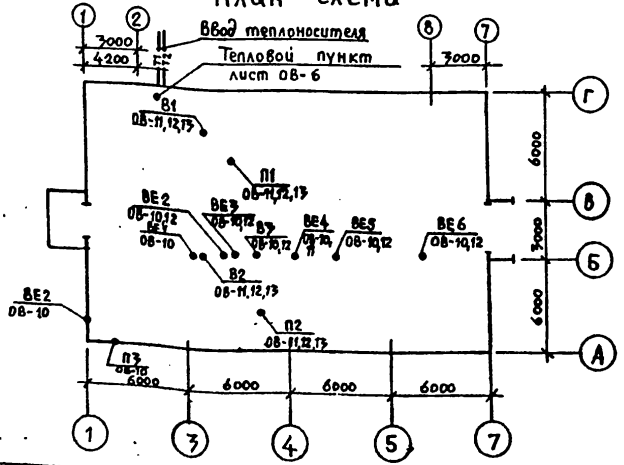 План схема
1
2
8
7
Ввод теплоносителя
3000
3000
4200
Т1
Т2
Тепловой пункт
лист ОВ-6
Г
В1
ОВ-11,12,13
6000
П1
ОВ-11,12,13
ВЕ2
ОВ-10,12
ВЕ3
ОВ-10,12
В
ВЕ1
ОВ-10
В3
ОВ-10,12
ВЕ4
ОВ-10,
11
ВЕ5
ОВ-10,12
ВЕ6
ОВ-10,12
3000
Б
В2
ОВ-11,12,13
ВЕ2
ОВ-10
П2
ОВ-11,12,13
6000
П3
ОВ-10
А
6000
6000
6000
6000
1
3
4
5
7